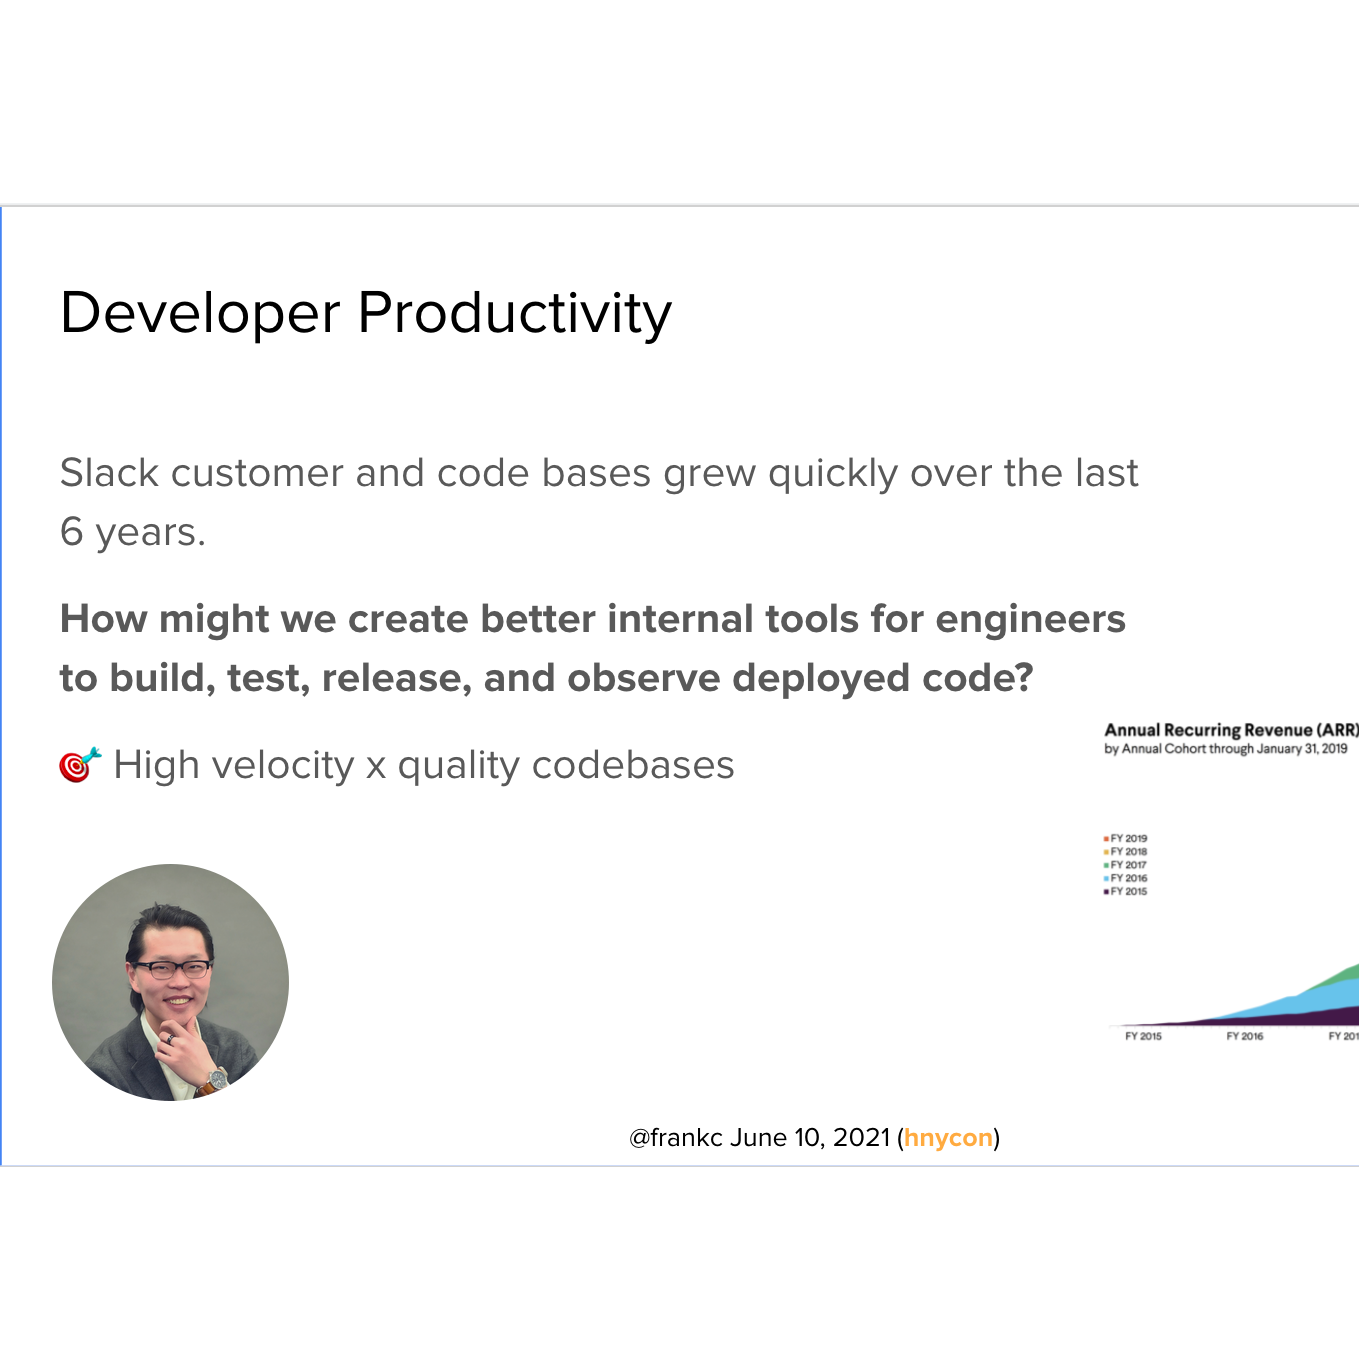 Developer Productivity
Slack customer and code bases grew quickly over the last
6 years.
How might we create better internal tools for engineers
to build, test, release, and observe deployed code?
🎯 High velocity x quality codebases
Annual Recurring Revenue (ARR)
by Annual Cohort through January 31, 2019
FY 2019
FY 2018
FY 2017
FY 2016
FY 2015
FY 2015 FY 2016 FY 201
@frankc June 10, 2021 (hnycon)